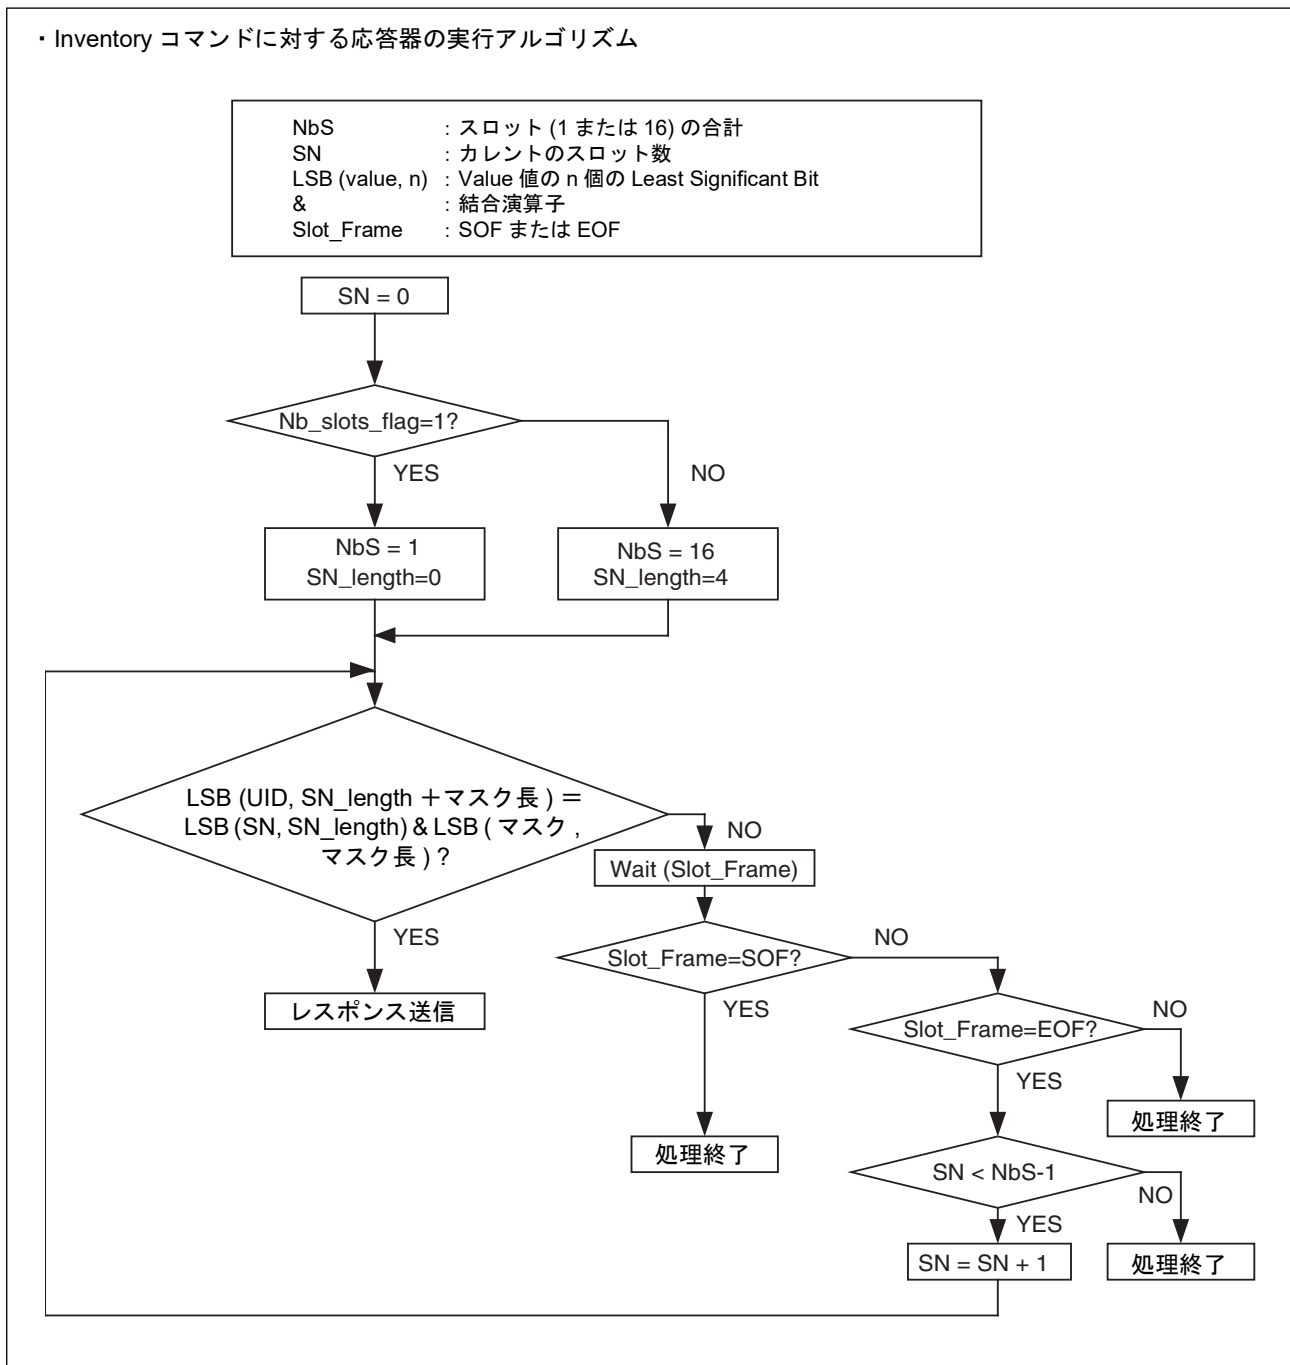 ・Inventory コマンドに対する応答器の実行アルゴリズム
NbS : スロット (1 または 16) の合計
SN : カレントのスロット数
LSB (value, n) : Value 値の n 個の Least Significant Bit
& : 結合演算子
Slot_Frame : SOF または EOF
SN = 0
Nb_slots_flag=1?
YES
NO
NbS = 1
SN_length=0
NbS = 16
SN_length=4
LSB (UID, SN_length ＋マスク長 ) ＝
LSB (SN, SN_length) & LSB ( マスク ,
マスク長 ) ?
NO
Wait (Slot_Frame)
YES
レスポンス送信
Slot_Frame=SOF?
NO
YES
処理終了
Slot_Frame=EOF?
NO
YES
処理終了
SN < NbS-1
NO
YES
処理終了
SN = SN + 1